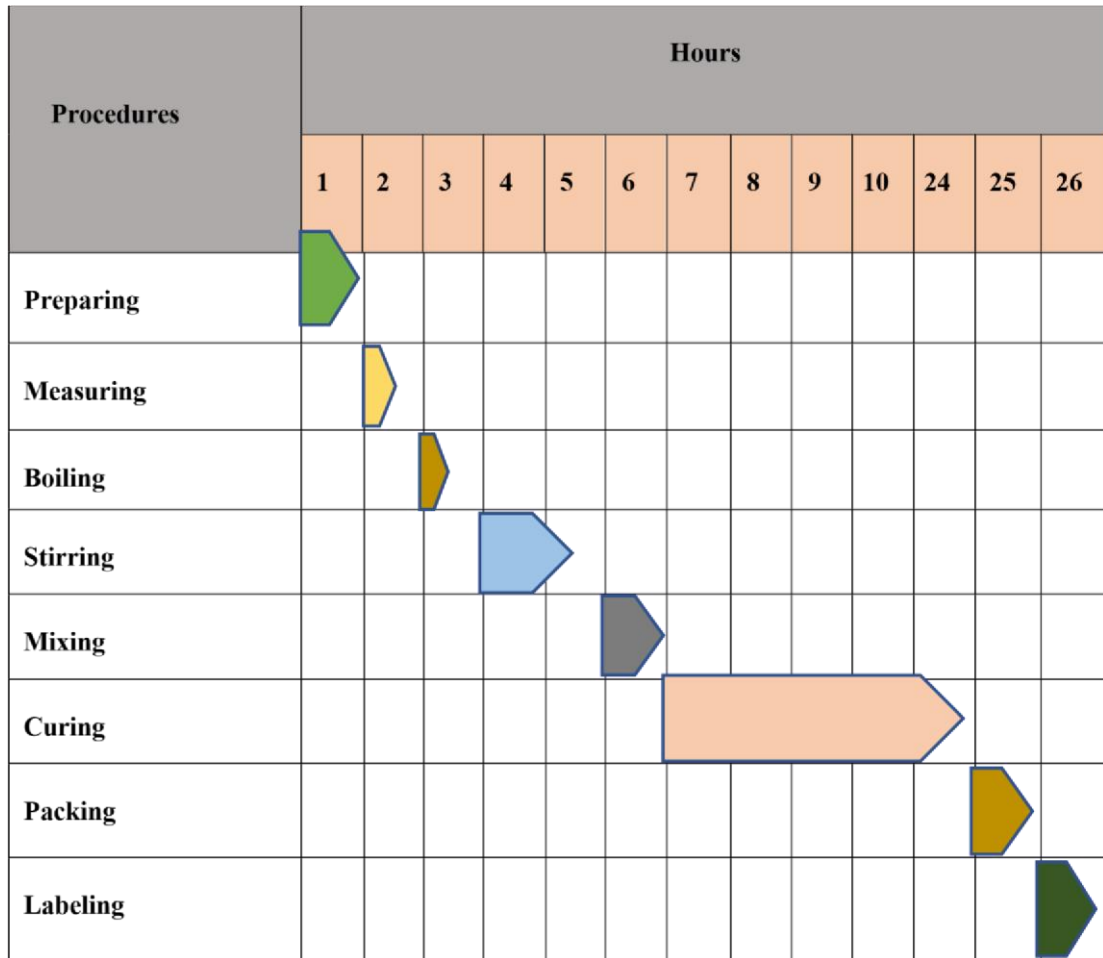 Procedures
Hours
1 2 3 4 5 6 7 8 9 10 24 25 26
Preparing
Measuring
Boiling
Stirring
Mixing
Curing
Packing
Labeling